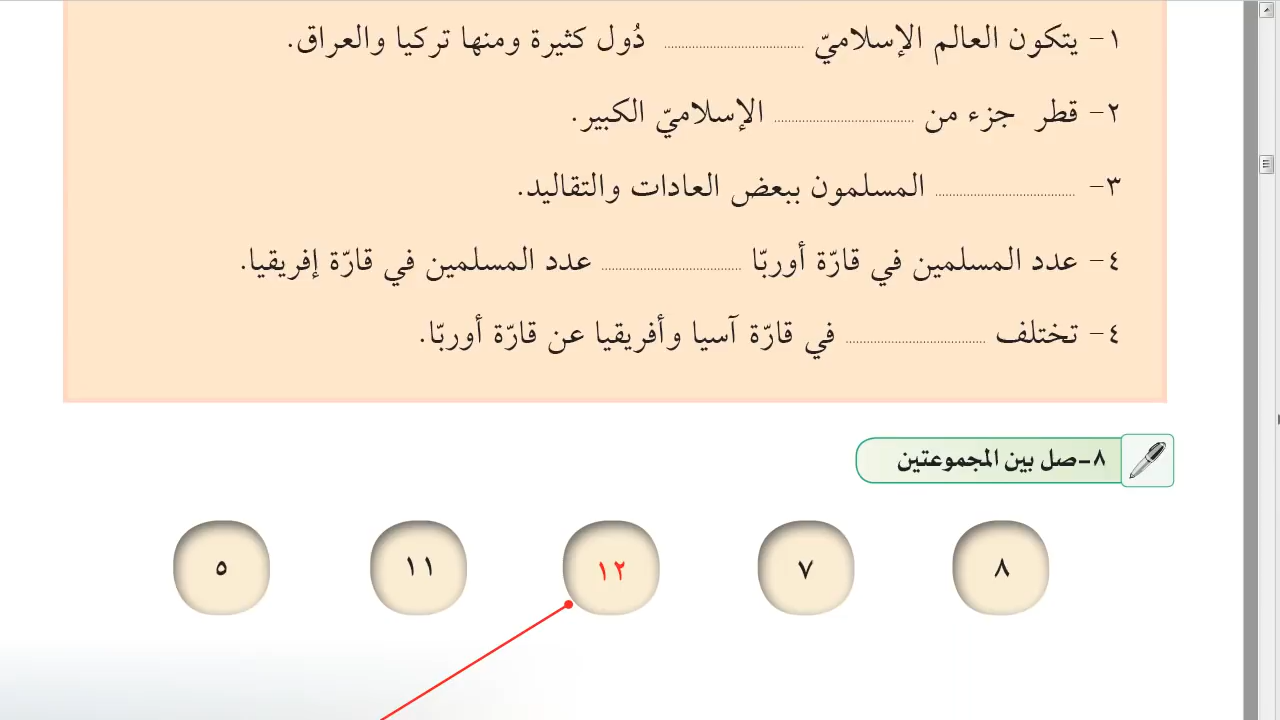 ١- يتكون العالم الإسلاميّ ........................ دُول كثيرة ومنها تركيا والعراق.
٢- قطر جزء من ........................ الإسلاميّ الكبير.
٣- ........................ المسلمون ببعض العادات والتقاليد.
٤- عدد المسلمين في قارّة أوربّا ........................ عدد المسلمين في قارّة إفريقيا.
٤- تختلف ........................ في قارّة آسيا وأفريقيا عن قارّة أوربّا.
٨-صل بين المجموعتين
٨ ٧ ١٢ ١١ ٥